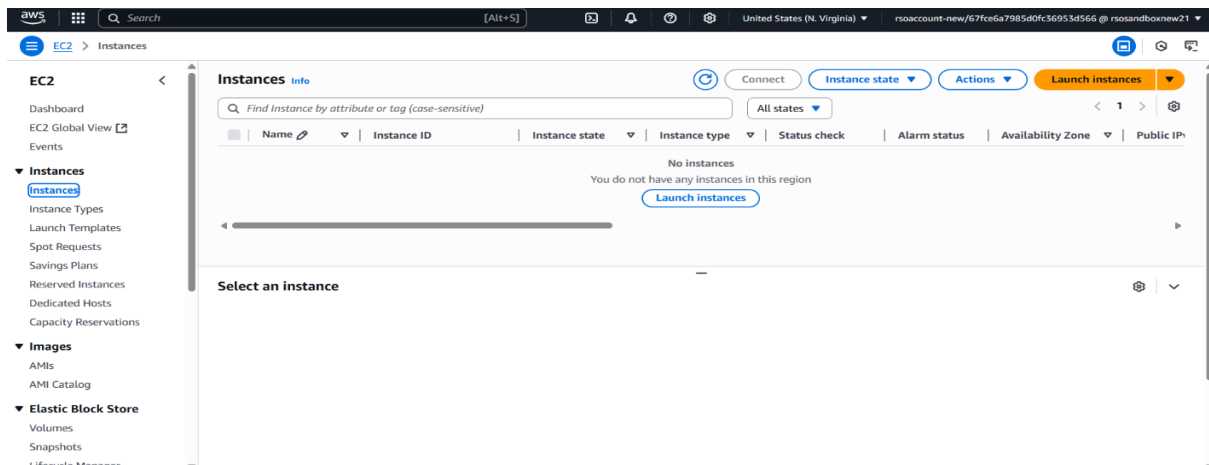 aws Search [Alt+S] United States (N. Virginia) ▼ rsoaccount-new/67fce6a7985d0fc36953d566 @ rsosandboxnew21 ▼
EC2 > Instances
EC2
Dashboard
EC2 Global View
Events
Instances
Instances
Instance Types
Launch Templates
Spot Requests
Savings Plans
Reserved Instances
Dedicated Hosts
Capacity Reservations
Images
AMIs
AMI Catalog
Elastic Block Store
Volumes
Snapshots
Lifecycle Manager
Instances Info Connect Instance state ▼ Actions ▼ Launch instances ▼
Find Instance by attribute or tag (case-sensitive) All states ▼ < 1 >
Name Instance ID Instance state Instance type Status check Alarm status Availability Zone Public IPv
No instances
You do not have any instances in this region
Launch instances
Select an instance